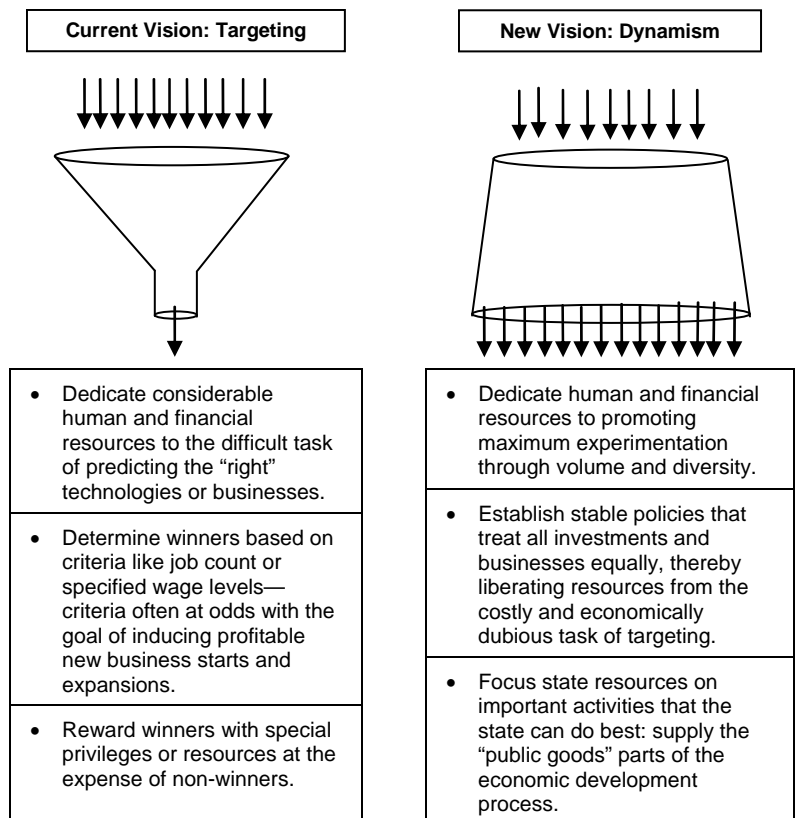 Current Vision: Targeting
• Dedicate considerable
human and financial
resources to the difficult task
of predicting the “right”
technologies or businesses.
• Determine winners based on
criteria like job count or
specified wage levels—
criteria often at odds with the
goal of inducing profitable
new business starts and
expansions.
• Reward winners with special
privileges or resources at the
expense of non-winners.
New Vision: Dynamism
• Dedicate human and financial
resources to promoting
maximum experimentation
through volume and diversity.
• Establish stable policies that
treat all investments and
businesses equally, thereby
liberating resources from the
costly and economically
dubious task of targeting.
• Focus state resources on
important activities that the
state can do best: supply the
“public goods” parts of the
economic development
process.